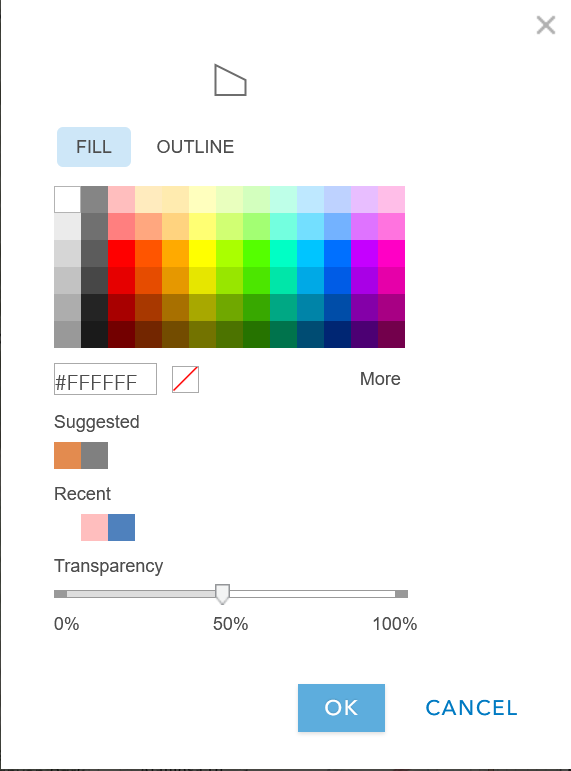 FILL OUTLINE
#FFFFFF More
Suggested
Recent
Transparency
0% 50% 100%
OK CANCEL